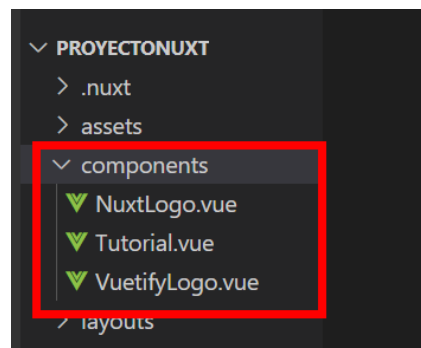 PROYECTONUXT
.nuxt
assets
components
NuxtLogo.vue
Tutorial.vue
VuetifyLogo.vue
layouts